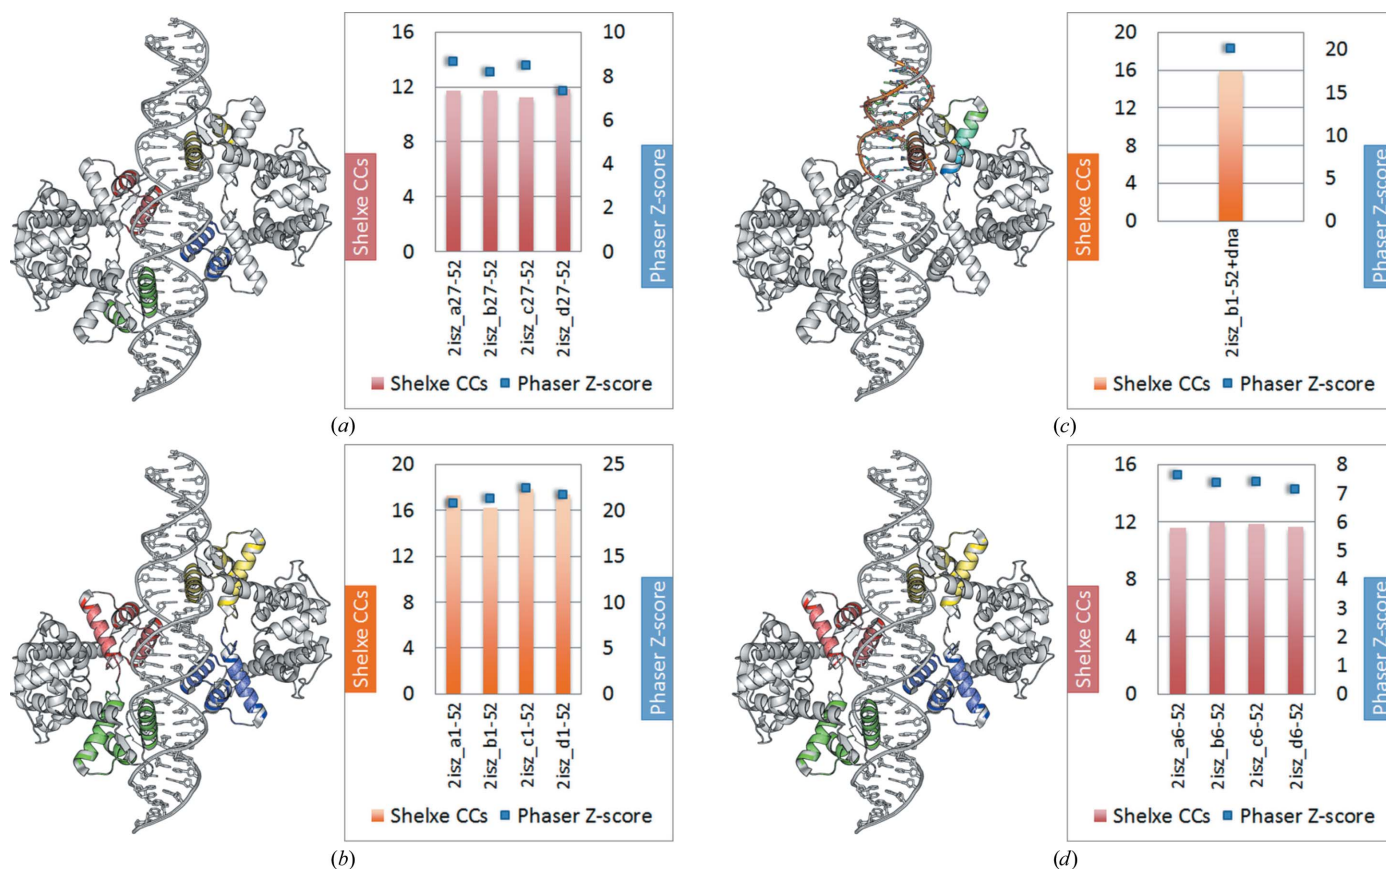 16
12
8
4
0
10
8
6
4
2
0
Shelxe CCs
Phaser Z-score
2isz_a27-52
2isz_b27-52
2isz_c27-52
2isz_d27-52
Shelxe CCs Phaser Z-score
(a)
20
16
12
8
4
0
20
15
10
5
0
Shelxe CCs
Phaser Z-score
2isz_b1-52+dna
Shelxe CCs Phaser Z-score
(c)
20
16
12
8
4
0
25
20
15
10
5
0
Shelxe CCs
Phaser Z-score
2isz_a1-52
2isz_b1-52
2isz_c1-52
2isz_d1-52
Shelxe CCs Phaser Z-score
(b)
16
12
8
4
0
8
7
6
5
4
3
2
1
0
Shelxe CCs
Phaser Z-score
2isz_a6-52
2isz_b6-52
2isz_c6-52
2isz_d6-52
Shelxe CCs Phaser Z-score
(d)